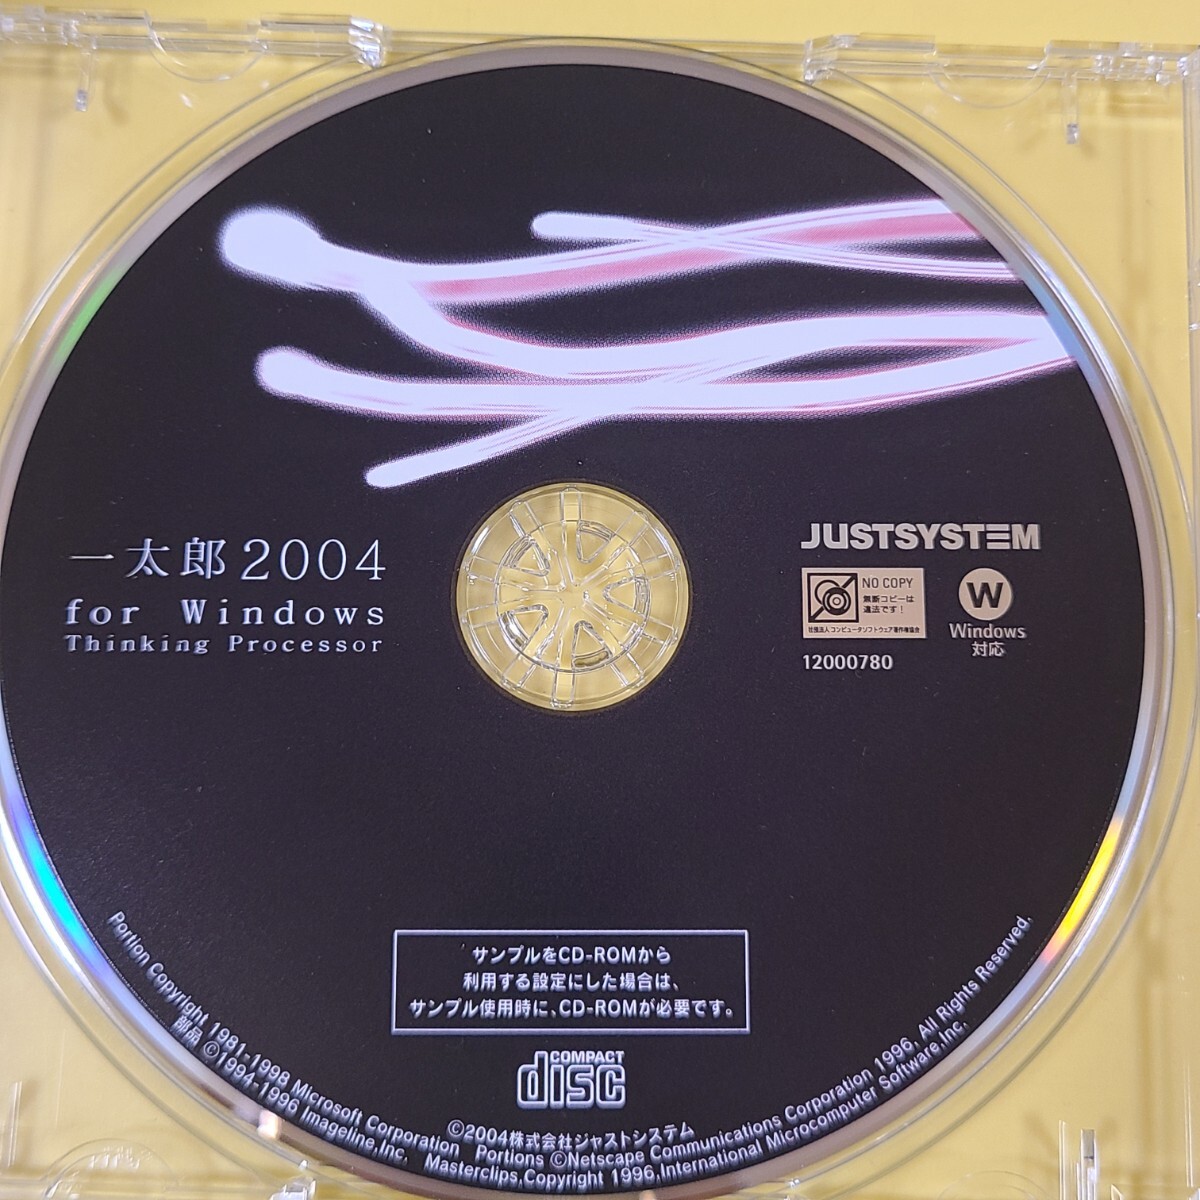 一太郎2004
for Windows
Thinking Processor
JUSTSYSTEM
NO COPY
無断コピーは
違法です！
社団法人コンピュータソフトウェア著作権協会
W
Windows
対応
12000780
サンプルをCD-ROMから
利用する設定にした場合は、
サンプル使用時に、CD-ROMが必要です。
COMPACT
disc
©2004株式会社ジャストシステム
Portion Copyright 1981-1998 Microsoft Corporation Portions ©Netscape Communications Corporation 1996. All Rights Reserved.
部品 ©1994-1996 Imageline,Inc. Masterclips,Copyright 1996,International Microcomputer Software,Inc.